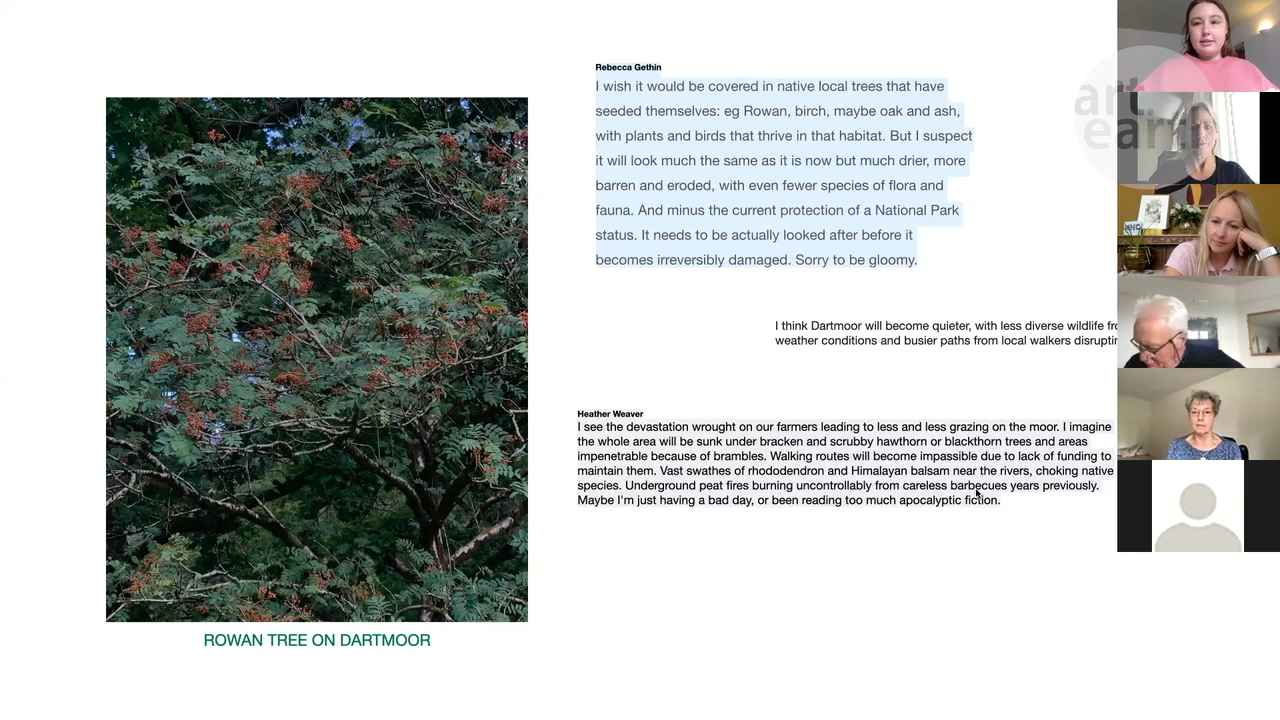 Rebecca Gethin
I wish it would be covered in native local trees that have
seeded themselves: eg Rowan, birch, maybe oak and ash,
with plants and birds that thrive in that habitat. But I suspect
it will look much the same as it is now but much drier, more
barren and eroded, with even fewer species of flora and
fauna. And minus the current protection of a National Park
status. It needs to be actually looked after before it
becomes irreversibly damaged. Sorry to be gloomy.
art.
earth
I think Dartmoor will become quieter, with less diverse wildlife
weather conditions and busier paths from local walkers
Heather Weaver
I see the devastation wrought on our farmers leading to less and less grazing on the moor. I imagine
the whole area will be sunk under bracken and scrubby hawthorn or blackthorn trees and areas
impenetrable because of brambles. Walking routes will become impassible due to lack of funding to
maintain them. Vast swathes of rhododendron and Himalayan balsam near the rivers, choking native
species. Underground peat fires burning uncontrollably from careless barbecues years previously.
Maybe I'm just having a bad day, or been reading too much apocalyptic fiction.
ROWAN TREE ON DARTMOOR